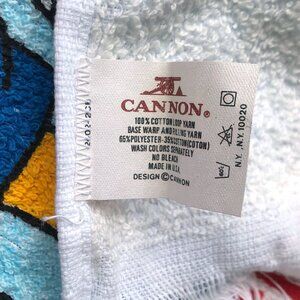 CANNON®
100% COTTON LOOP YARN
BASE WARP AND FILLING YARN
65% POLYESTER-35% COTTON (COTON)
WASH COLORS SEPARATELY
NO BLEACH
MADE IN U.S.A.
DESIGN © CANNON
N.Y. , N.Y. 10020